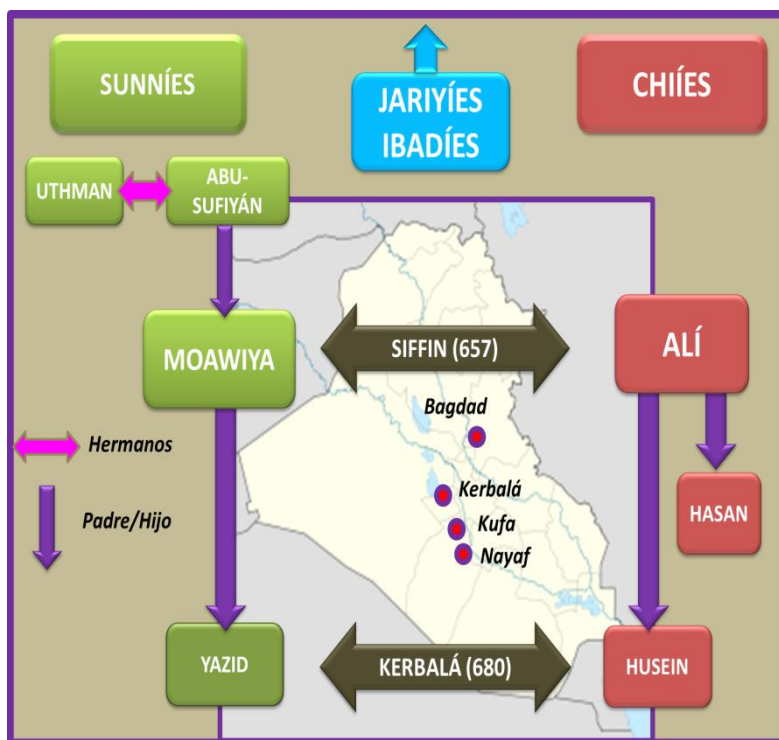 SUNNÍES
JARIYÍES
IBADÍES
CHIÍES
UTHMAN
ABU-
SUFIYÁN
MOAWIYA
SIFFIN (657)
ALÍ
Bagdad
Hermanos
Kerbalá
HASAN
Padre/Hijo
Kufa
Nayaf
YAZID
KERBALÁ (680)
HUSEIN